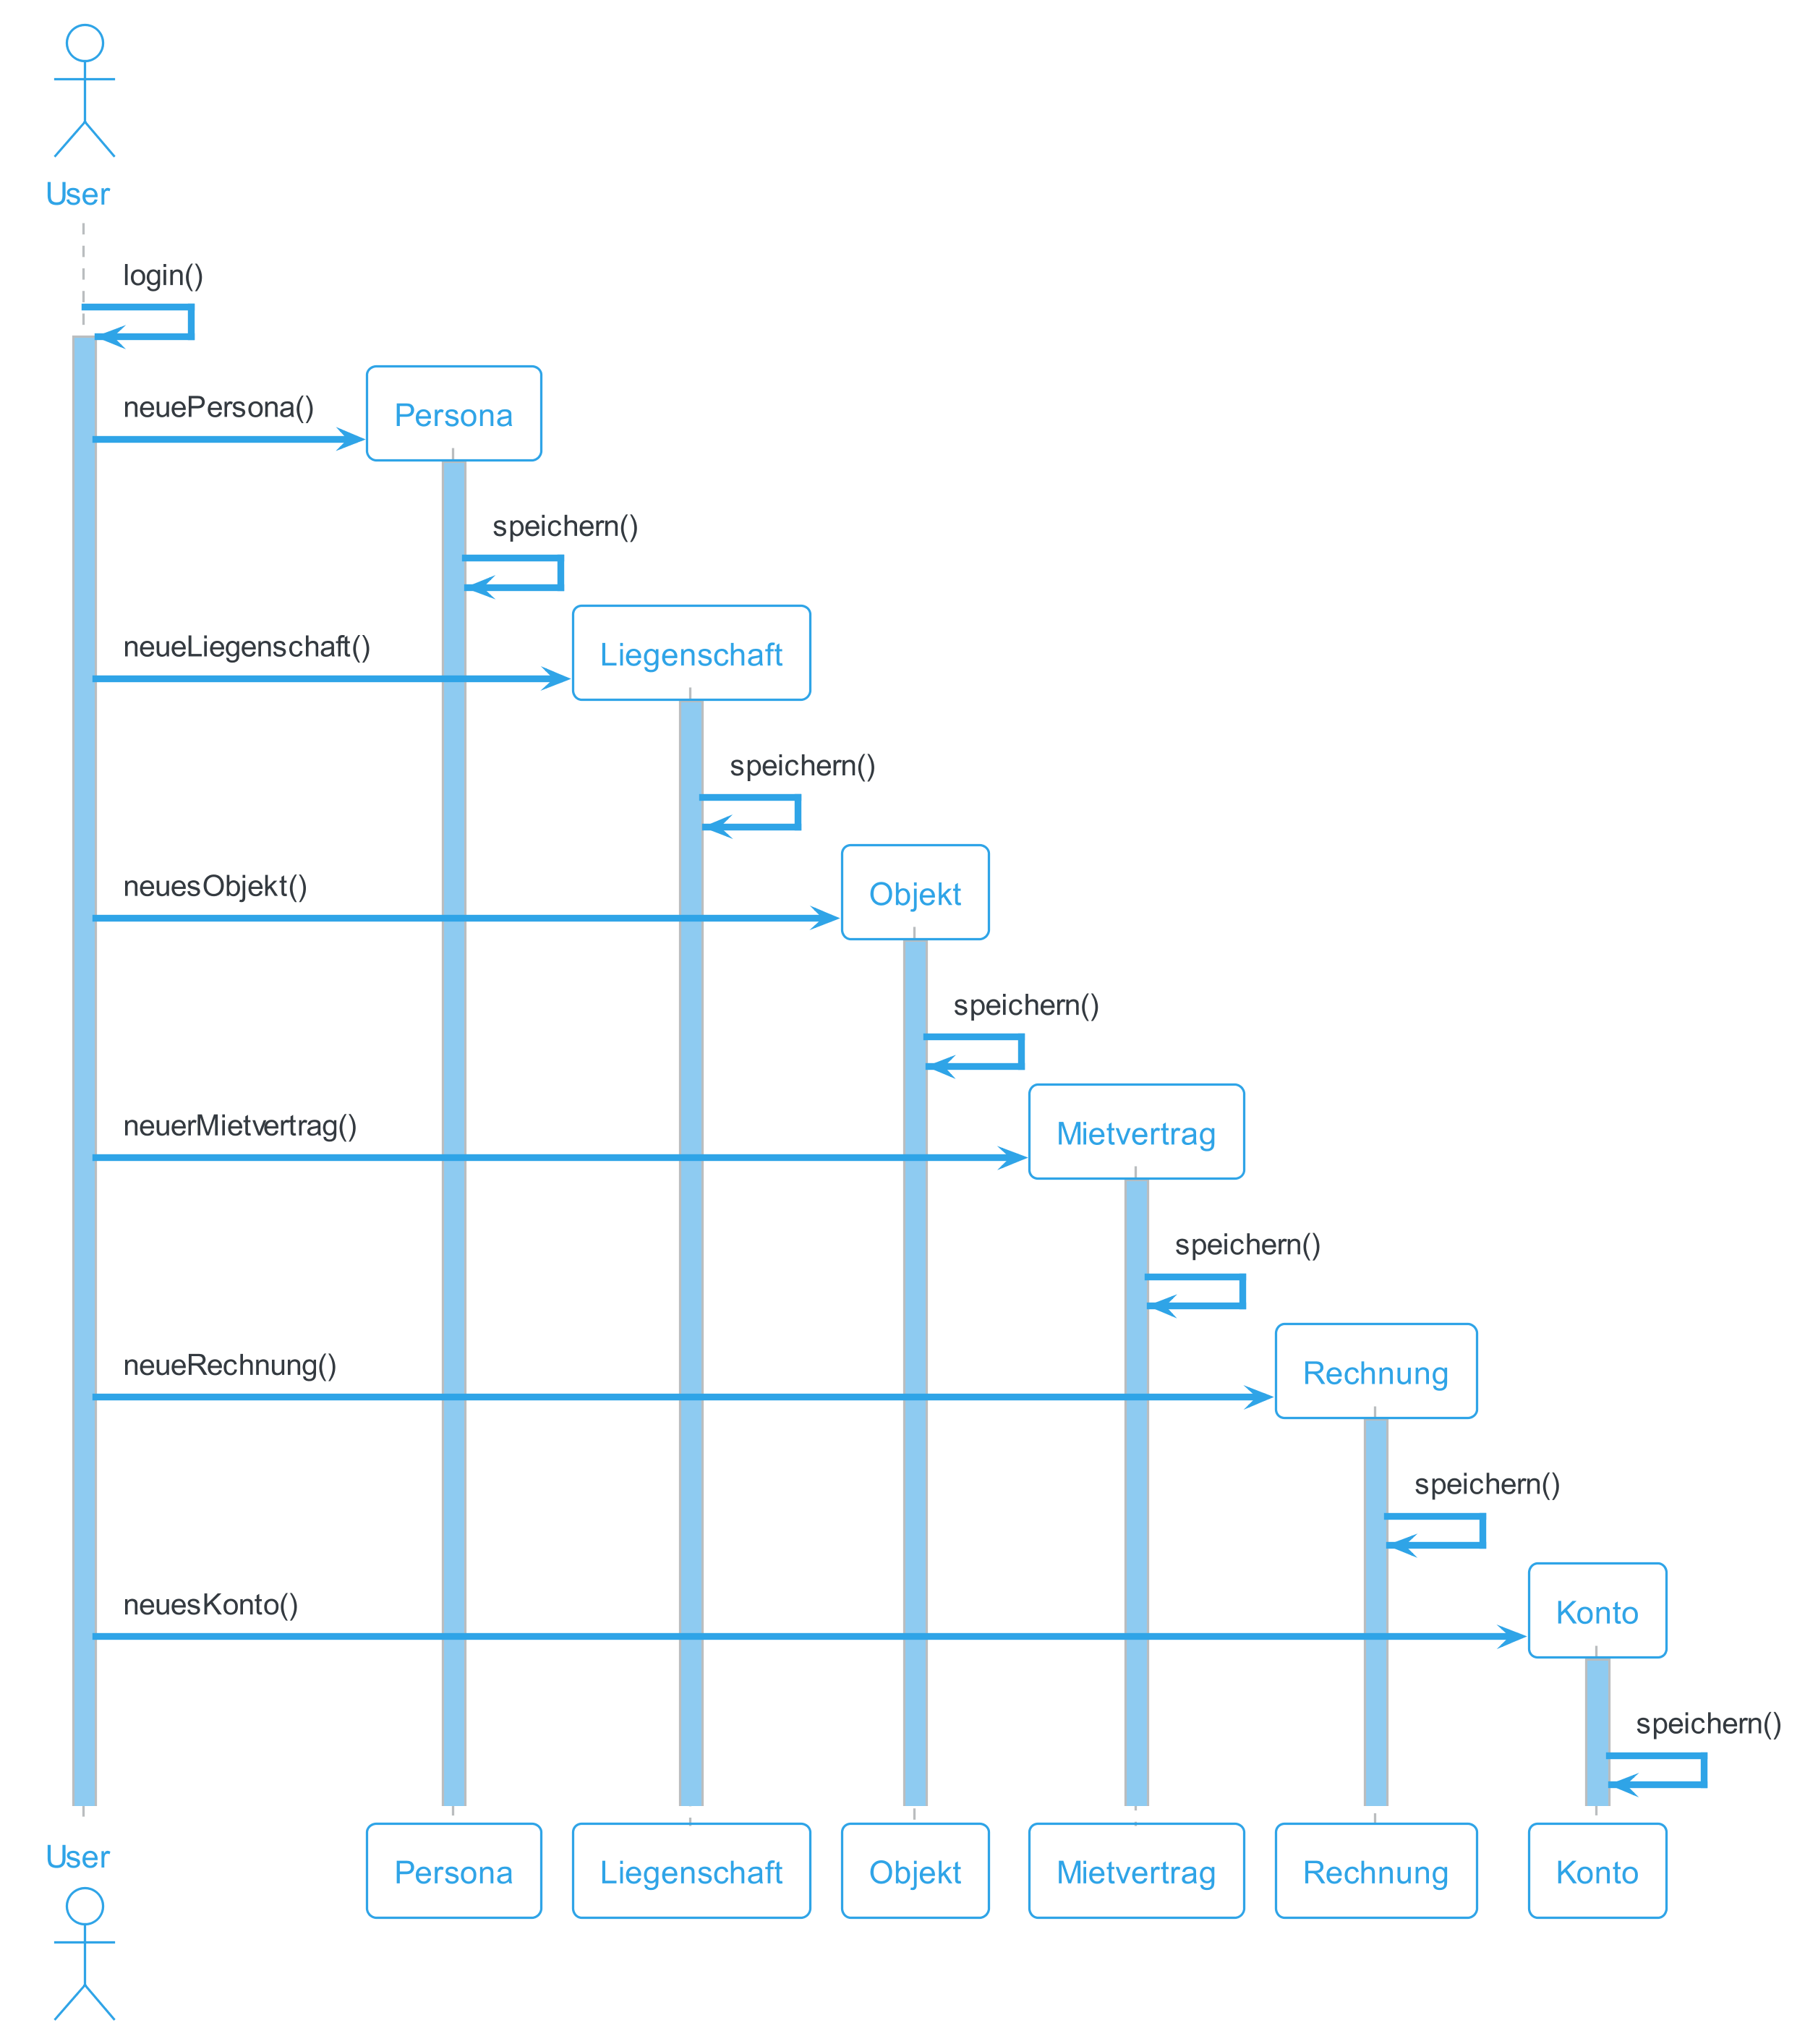 User
login()
neuePersona()
Persona
speichern()
neueLiegenschaft()
Liegenschaft
speichern()
neuesObjekt()
Objekt
speichern()
neuerMietvertrag()
Mietvertrag
speichern()
neueRechnung()
Rechnung
speichern()
neuesKonto()
Konto
speichern()
User
Persona
Liegenschaft
Objekt
Mietvertrag
Rechnung
Konto